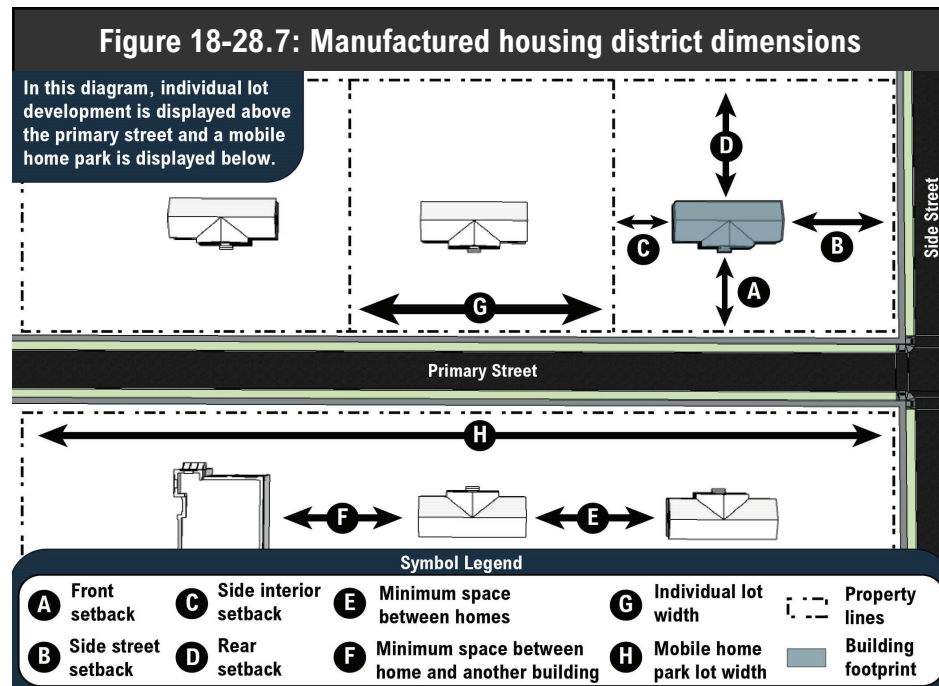 Figure 18-28.7: Manufactured housing district dimensions
In this diagram, individual lot
development is displayed above
the primary street and a mobile
home park is displayed below.
D
C
B
A
G
Side Street
Primary Street
H
F
E
Symbol Legend
A Front
setback
B Side street
setback
C Side interior
setback
D Rear
setback
E Minimum space
between homes
F Minimum space between
home and another building
G Individual lot
width
H Mobile home
park lot width
Property
lines
Building
footprint